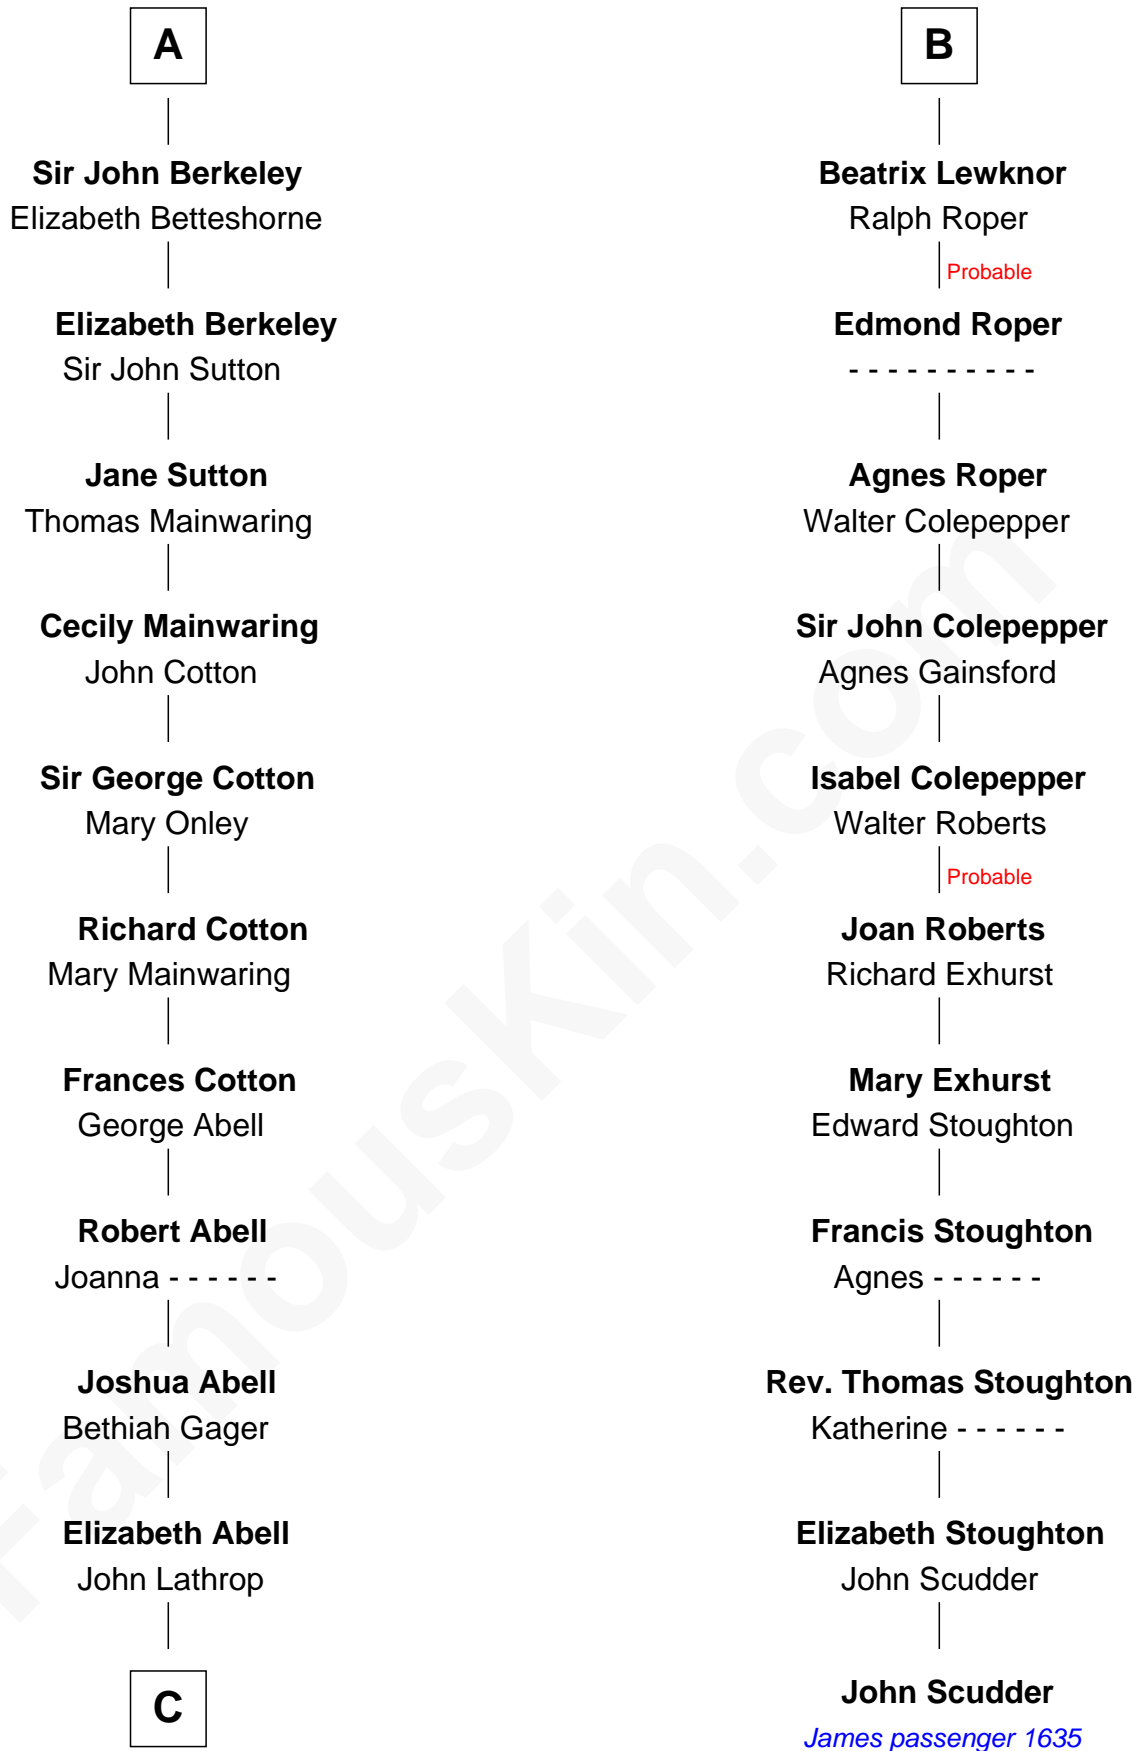 A
Sir John Berkeley
Elizabeth Betteshorne
Elizabeth Berkeley
Sir John Sutton
Jane Sutton
Thomas Mainwaring
Cecily Mainwaring
John Cotton
Sir George Cotton
Mary Onley
Richard Cotton
Mary Mainwaring
Frances Cotton
George Abell
Robert Abell
Joanna - - - - - -
Joshua Abell
Bethiah Gager
Elizabeth Abell
John Lathrop
C
B
Beatrix Lewknor
Ralph Roper
Probable
Edmond Roper
- - - - - - - - - -
Agnes Roper
Walter Colepepper
Sir John Colepepper
Agnes Gainsford
Isabel Colepepper
Walter Roberts
Probable
Joan Roberts
Richard Exhurst
Mary Exhurst
Edward Stoughton
Francis Stoughton
Agnes - - - - - -
Rev. Thomas Stoughton
Katherine - - - - - -
Elizabeth Stoughton
John Scudder
John Scudder
James passenger 1635
FamousKin.com